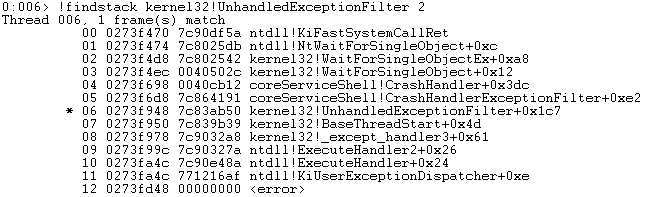 0:006> !findstack kernel32!UnhandledExceptionFilter 2
Thread 006, 1 frame(s) match
00 0273f470 7c90df5a ntdll!KiFastSystemCallRet
01 0273f474 7c8025db ntdll!NtWaitForSingleObject+0xc
02 0273f4d8 7c802542 kernel32!WaitForSingleObjectEx+0xa8
03 0273f4ec 0040502c kernel32!WaitForSingleObject+0x12
04 0273f698 0040cb12 coreServiceShell!CrashHandler+0x3dc
05 0273f6d8 7c864191 coreServiceShell!CrashHandlerExceptionFilter+0xe2
* 06 0273f948 7c83ab50 kernel32!UnhandledExceptionFilter+0x1c7
07 0273f950 7c839b39 kernel32!BaseThreadStart+0x4d
08 0273f978 7c9032a8 kernel32!_except_handler3+0x61
09 0273f99c 7c90327a ntdll!ExecuteHandler2+0x26
10 0273fa4c 7c90e48a ntdll!ExecuteHandler+0x24
11 0273fa4c 771216af ntdll!KiUserExceptionDispatcher+0xe
12 0273fd48 00000000 <error>